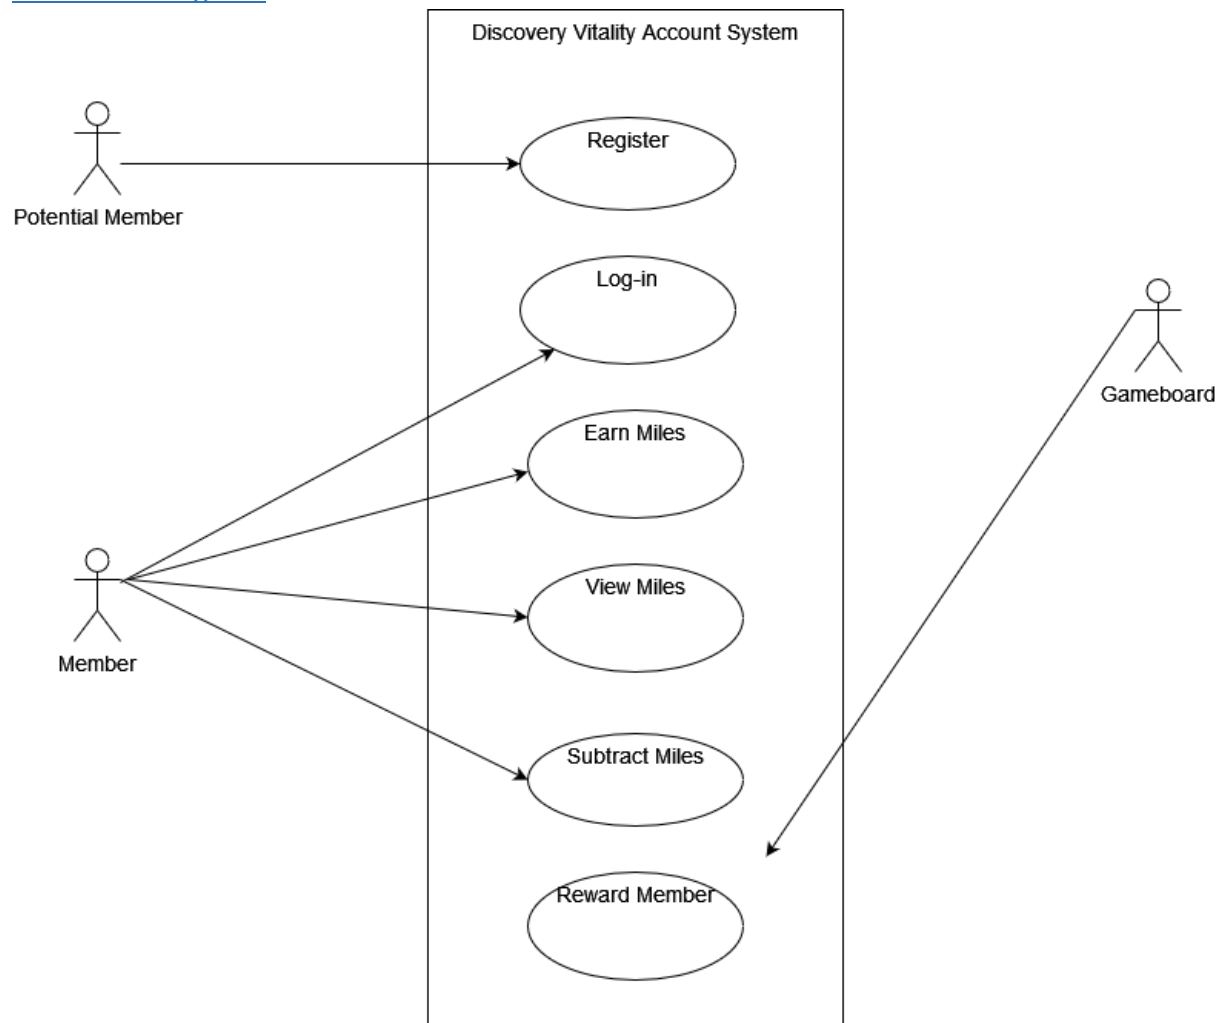 Discovery Vitality Account System
Register
Potential Member
Log-in
Gameboard
Earn Miles
View Miles
Member
Subtract Miles
Reward Member